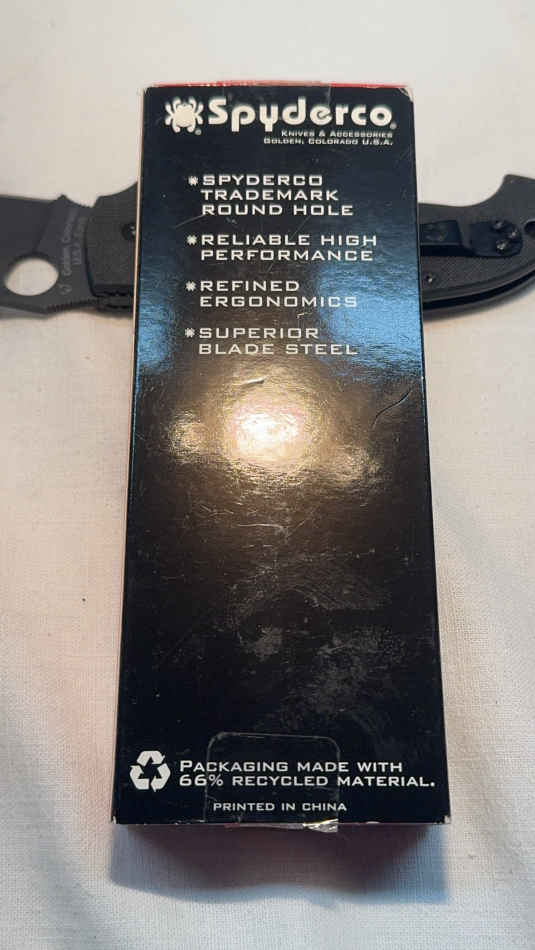 Spyderco®
KNIVES & ACCESSORIES
GOLDEN, COLORADO U.S.A.
SPYDERCO
TRADEMARK
ROUND HOLE
RELIABLE HIGH
PERFORMANCE
REFINED
ERGONOMICS
SUPERIOR
BLADE STEEL
PACKAGING MADE WITH
66% RECYCLED MATERIAL.
PRINTED IN CHINA